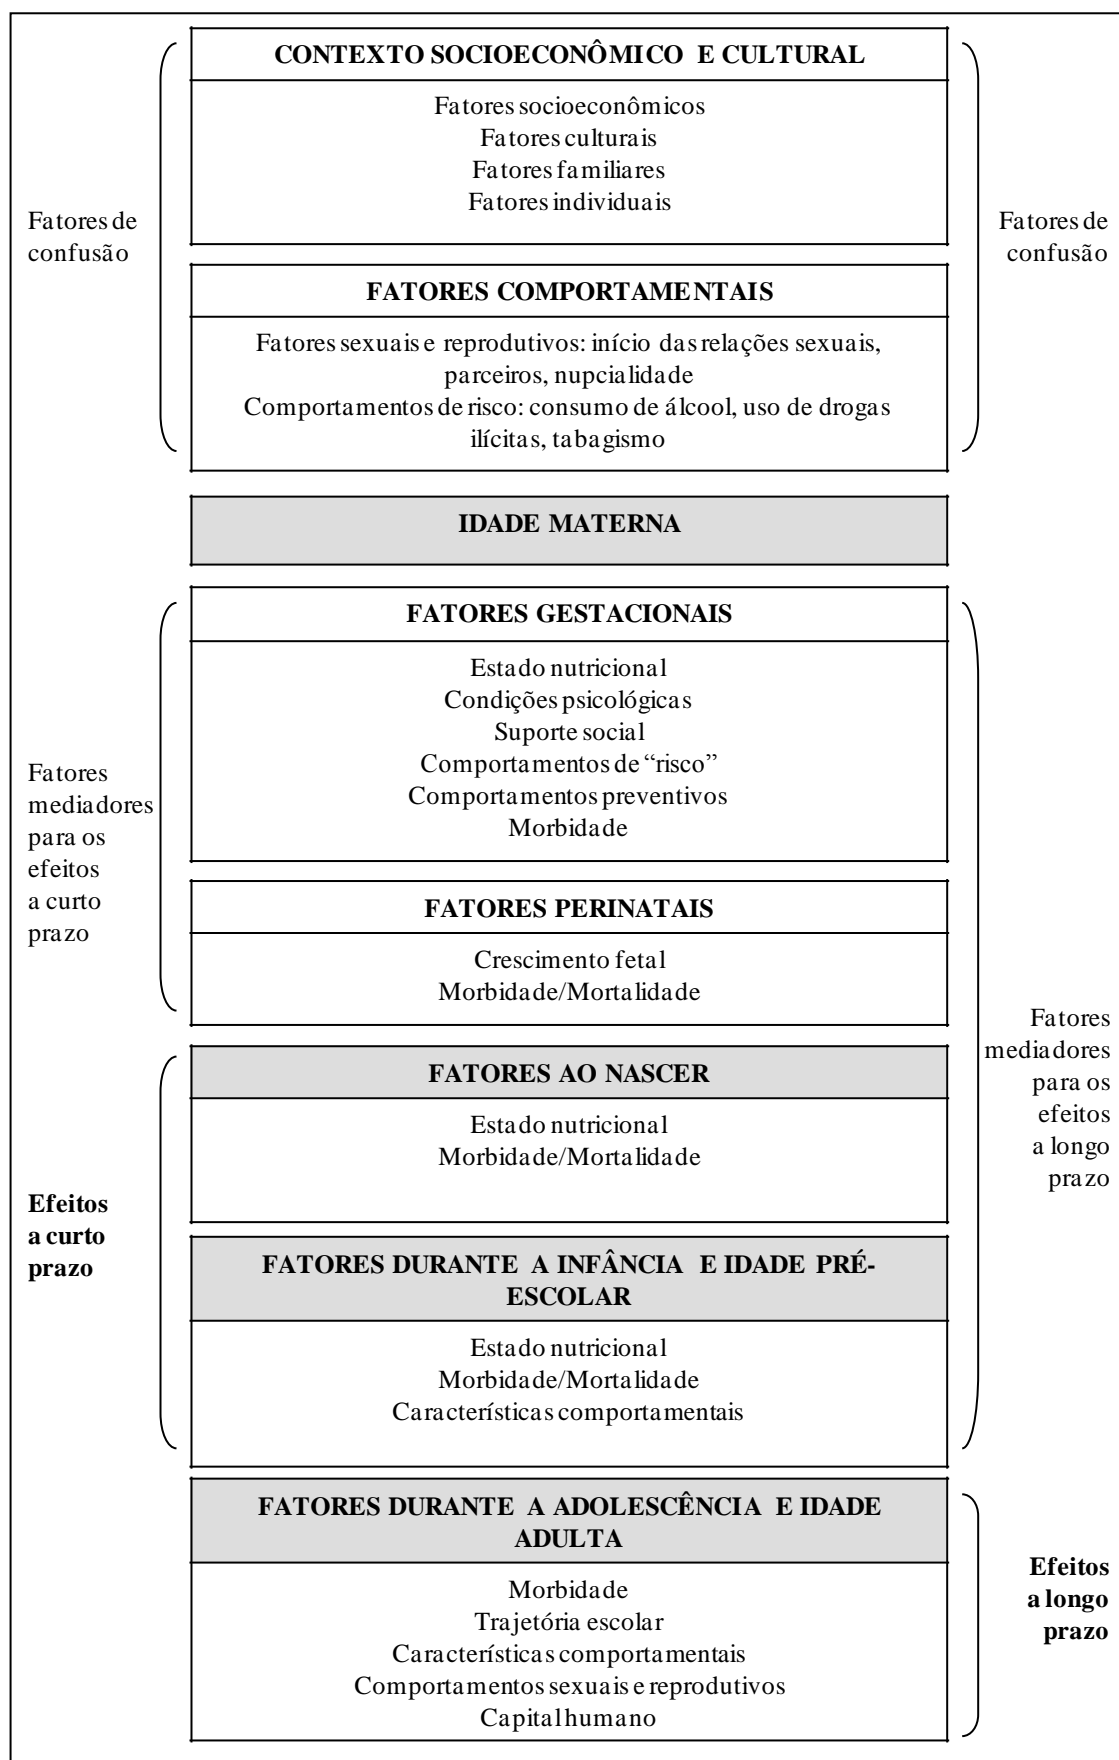 CONTEXTO SOCIOECONÔMICO E CULTURAL
Fatores socioeconômicos
Fatores culturais
Fatores familiares
Fatores individuais
Fatores de
confusão
Fatores de
confusão
FATORES COMPORTAMENTAIS
Fatores sexuais e reprodutivos: início das relações sexuais,
parceiros, nupcialidade
Comportamentos de risco: consumo de álcool, uso de drogas
ilícitas, tabagismo
IDADE MATERNA
FATORES GESTACIONAIS
Estado nutricional
Condições psicológicas
Suporte social
Comportamentos de “risco”
Comportamentos preventivos
Morbidade
Fatores
mediadores
para os
efeitos
a curto
prazo
FATORES PERINATAIS
Crescimento fetal
Morbidade/Mortalidade
Fatores
mediadores
para os
efeitos
a longo
prazo
FATORES AO NASCER
Estado nutricional
Morbidade/Mortalidade
Efeitos
a curto
prazo
FATORES DURANTE A INFÂNCIA E IDADE PRÉ-
ESCOLAR
Estado nutricional
Morbidade/Mortalidade
Características comportamentais
FATORES DURANTE A ADOLESCÊNCIA E IDADE
ADULTA
Morbidade
Trajetória escolar
Características comportamentais
Comportamentos sexuais e reprodutivos
Capital humano
Efeitos
a longo
prazo